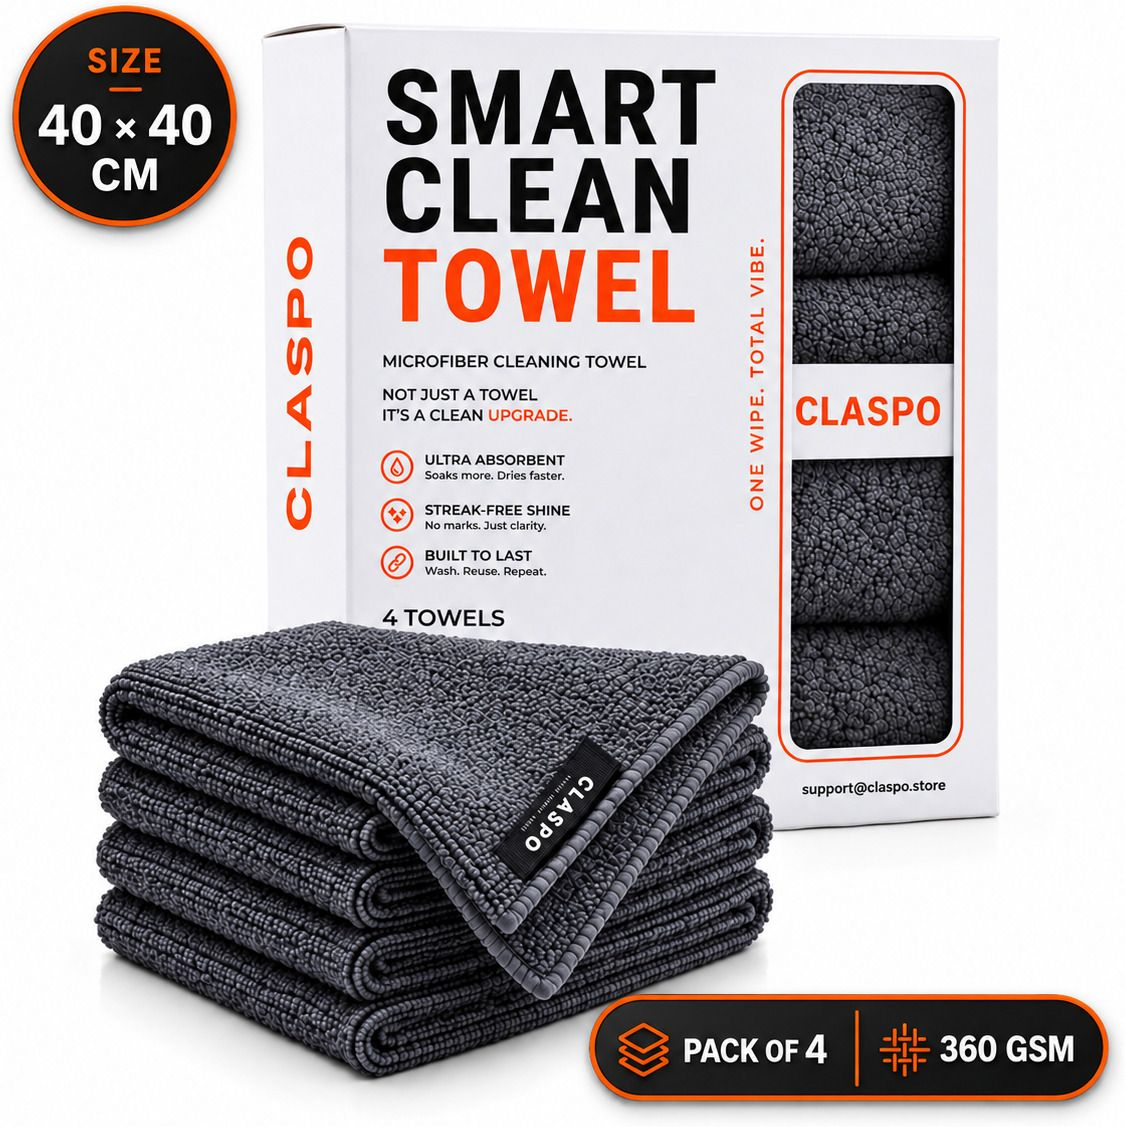 SIZE
40 × 40
CM
CLASPO
SMART
CLEAN
TOWEL
MICROFIBER CLEANING TOWEL
NOT JUST A TOWEL
IT'S A CLEAN UPGRADE.
ULTRA ABSORBENT
Soaks more. Dries faster.
STREAK-FREE SHINE
No marks. Just clarity.
BUILT TO LAST
Wash. Reuse. Repeat.
4 TOWELS
ONE WIPE. TOTAL VIBE.
CLASPO
support@claspo.store
CLASPO
PACK OF 4
360 GSM